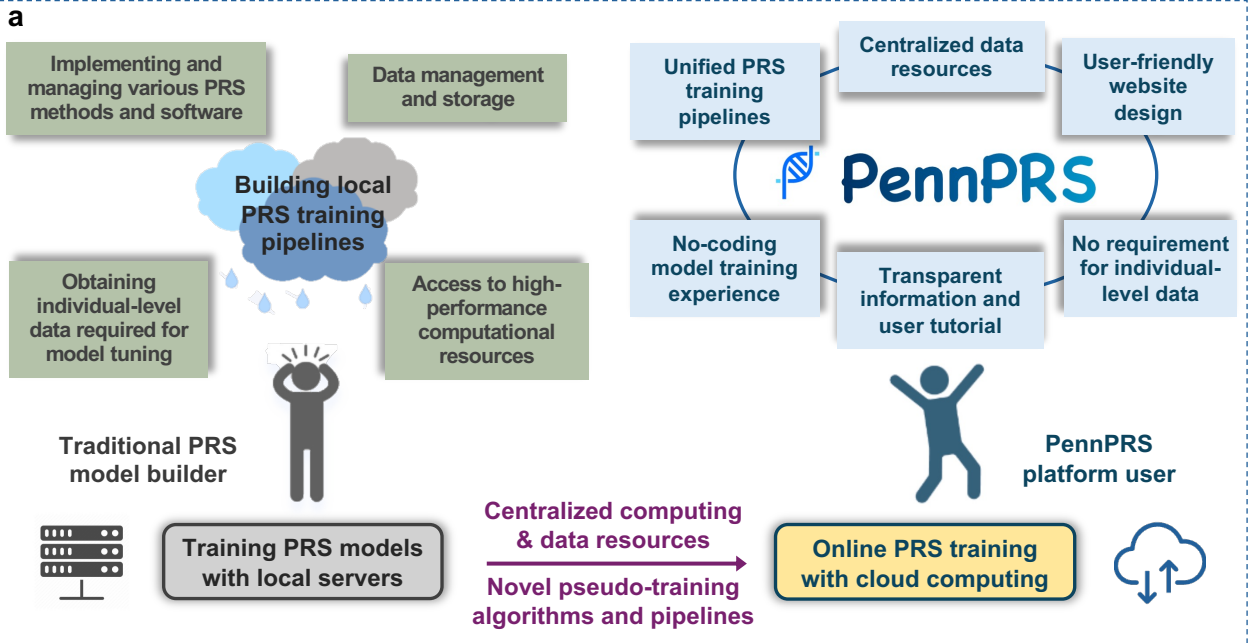 a
Implementing and
managing various PRS
methods and software
Data management
and storage
Building local
PRS training
pipelines
Obtaining
individual-level
data required for
model tuning
Access to high-
performance
computational
resources
Traditional PRS
model builder
Training PRS models
with local servers
Centralized computing
& data resources
Novel pseudo-training
algorithms and pipelines
Unified PRS
training
pipelines
Centralized data
resources
User-friendly
website
design
PennPRS
No-coding
model training
experience
Transparent
information and
user tutorial
No requirement
for individual-
level data
PennPRS
platform user
Online PRS training
with cloud computing